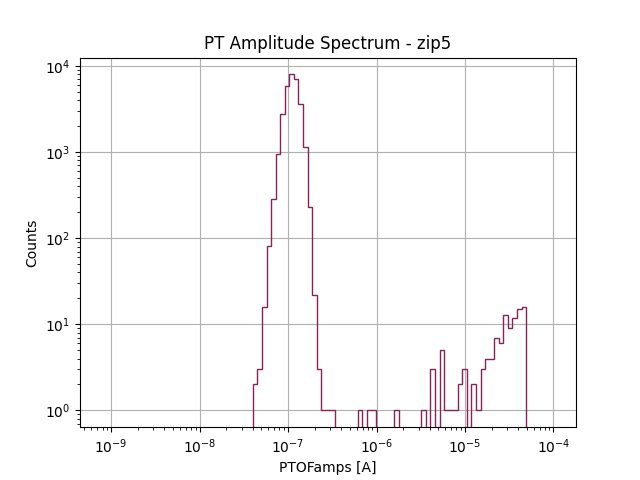 PT Amplitude Spectrum - zip5
10⁴
10³
10²
10¹
10⁰
Counts
10⁻⁹ 10⁻⁸ 10⁻⁷ 10⁻⁶ 10⁻⁵ 10⁻⁴
PTOFamps [A]